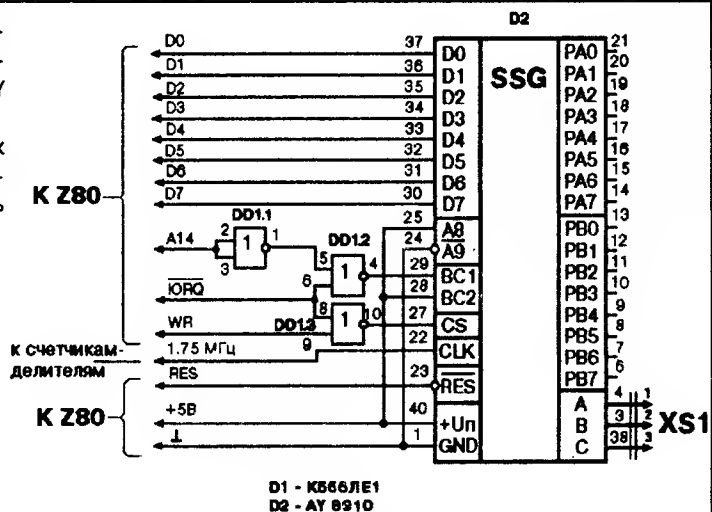 D2
SSG
К Z80
D0 37 D0
D1 36 D1
D2 35 D2
D3 34 D3
D4 33 D4
D5 32 D5
D6 31 D6
D7 30 D7
25 A8
24 A9
A14 2 3 DD1.1 1 1
5 6 DD1.2 1 4 29 BC1
28 BC2
IORQ
WR 8 9 1 10 27 CS
к счетчикам-
делителям
1.75 МГц 22 CLK
К Z80
RES 23 RES
+5В 40 +Uп
⊥ 1 GND
PA0 21
PA1 20
PA2 19
PA3 18
PA4 17
PA5 16
PA6 15
PA7 14
PB0 13
PB1 12
PB2 11
PB3 10
PB4 9
PB5 8
PB6 7
PB7 6
A 4 1
B 3 2
C 38 3
XS1
D1 - К566ЛЕ1
D2 - AY 8910